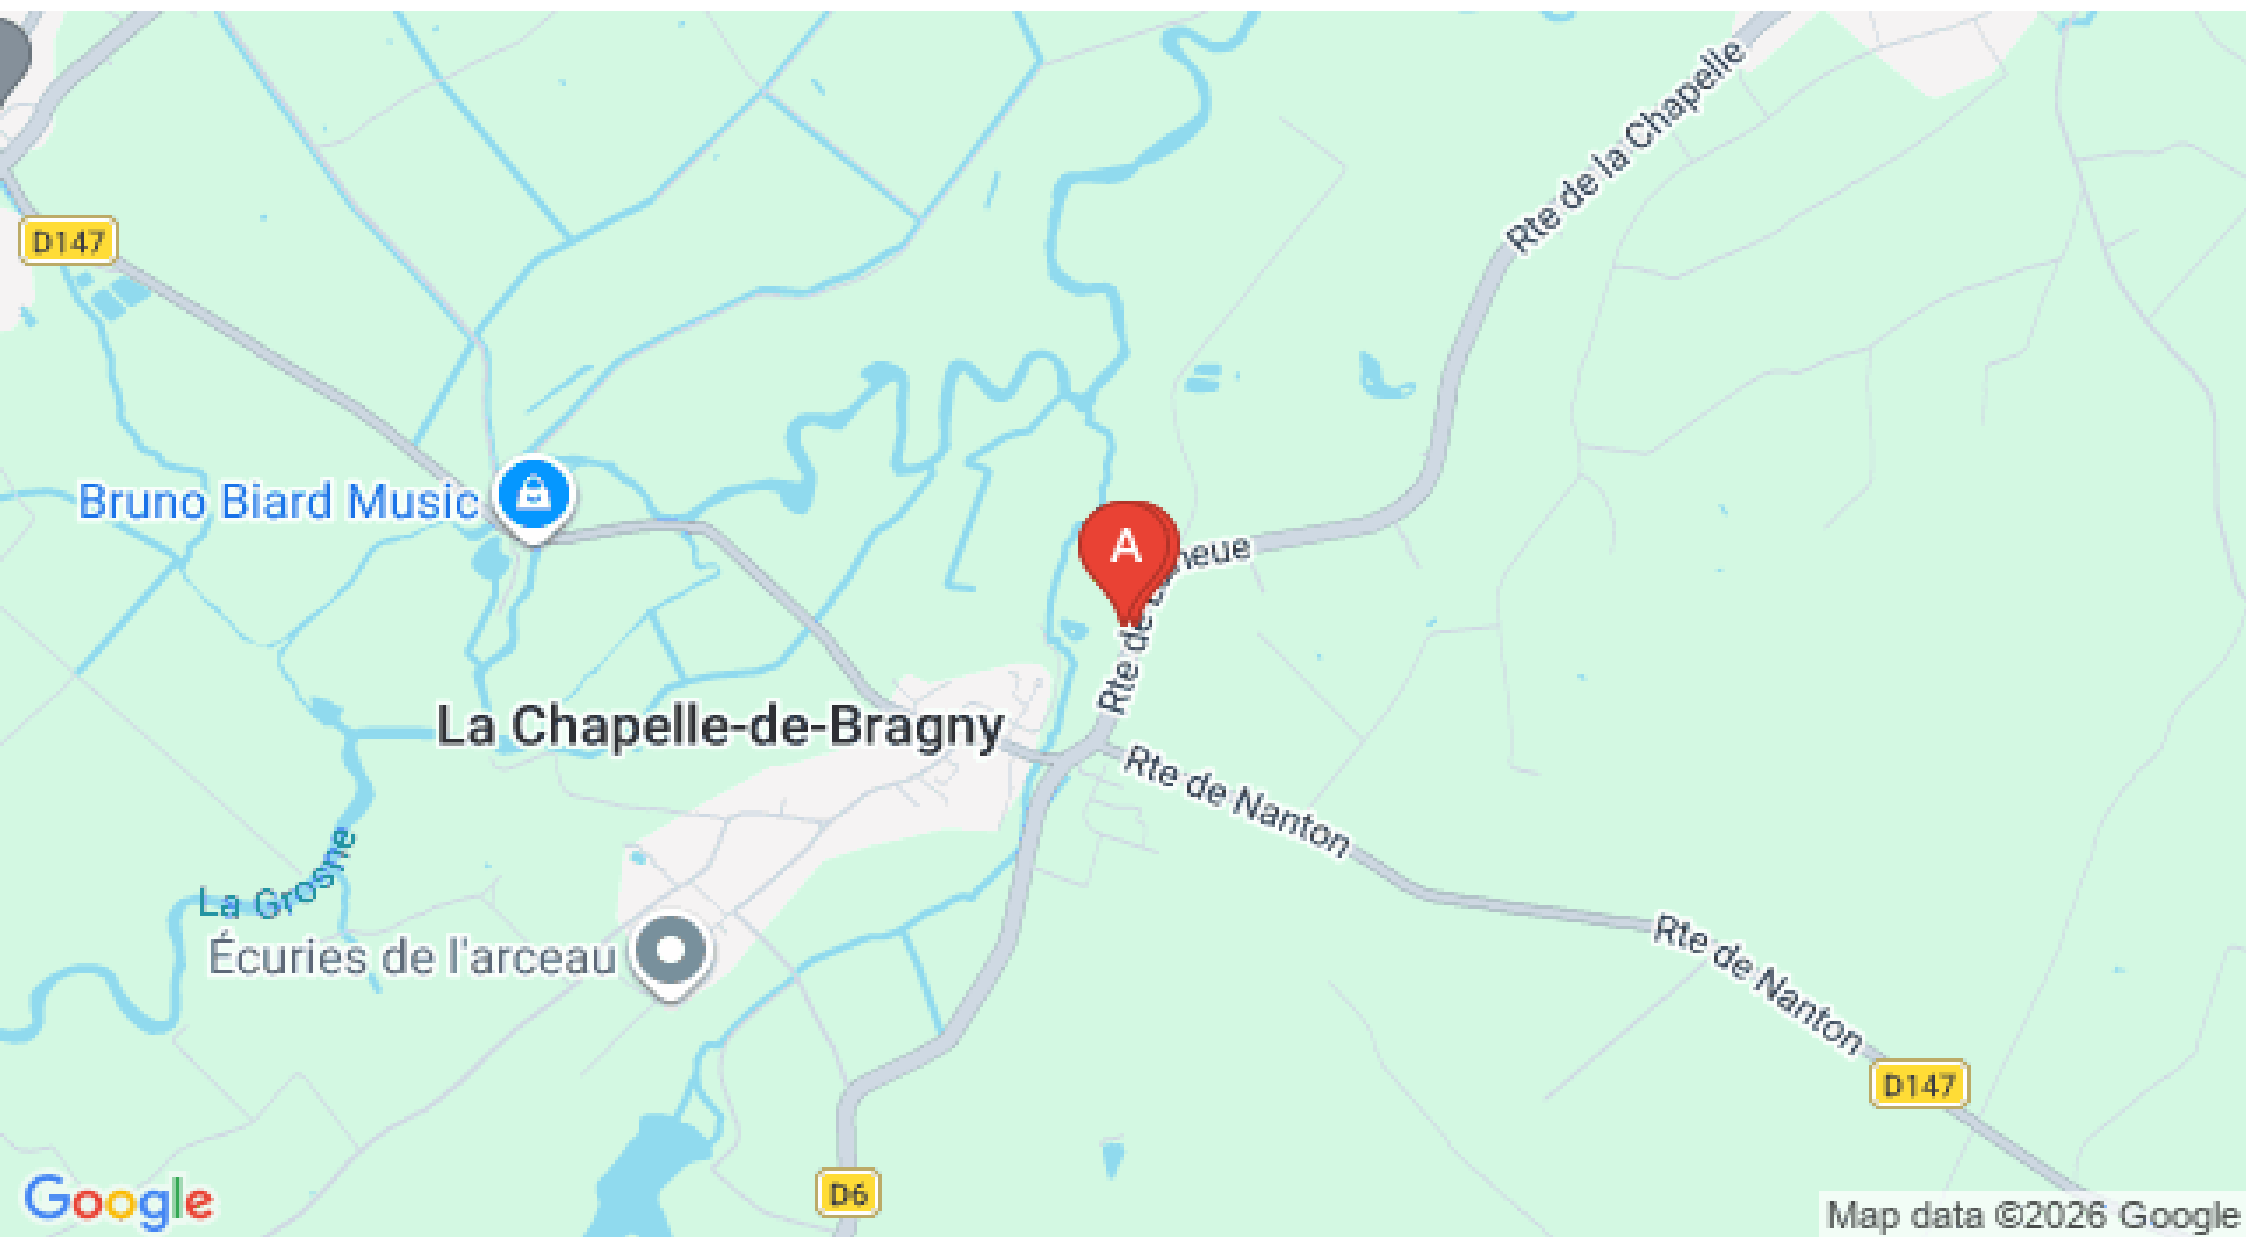 Rte de la Chapelle
D147
Bruno Biard Music
A
Rte de
neue
La Chapelle-de-Bragny
Rte de Nanton
La Grosne
Écuries de l'arceau
Rte de Nanton
D147
D6
Google
Map data ©2026 Google